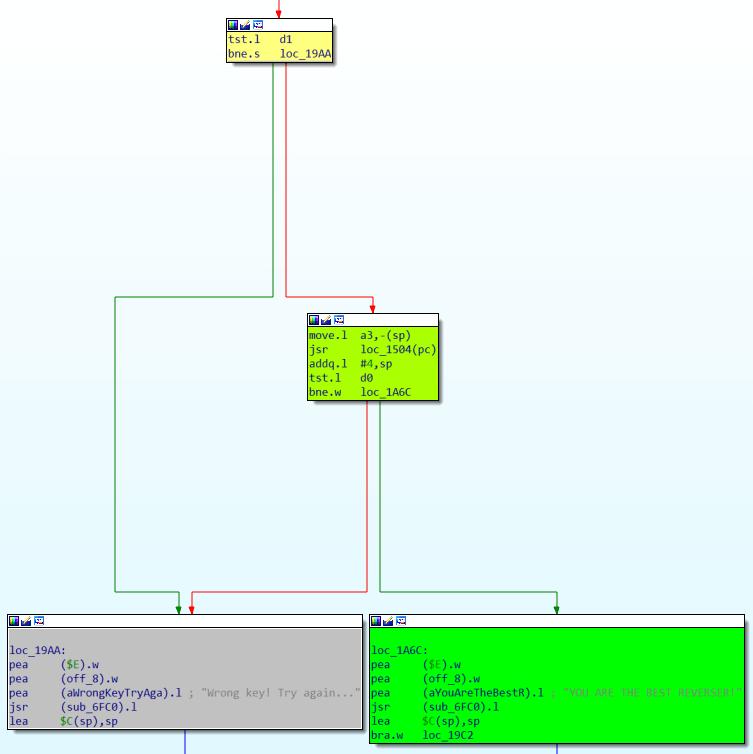 tst.l d1
bne.s loc_19AA
move.l a3,-(sp)
jsr loc_1504(pc)
addq.l #4,sp
tst.l d0
bne.w loc_1A6C
loc_19AA:
pea ($E).w
pea (off_8).w
pea (aWrongKeyTryAga).l ; "Wrong key! Try again..."
jsr (sub_6FC0).l
lea $C(sp),sp
loc_1A6C:
pea ($E).w
pea (off_8).w
pea (aYouAreTheBestR).l ; "YOU ARE THE BEST REVERSER!"
jsr (sub_6FC0).l
lea $C(sp),sp
bra.w loc_19C2